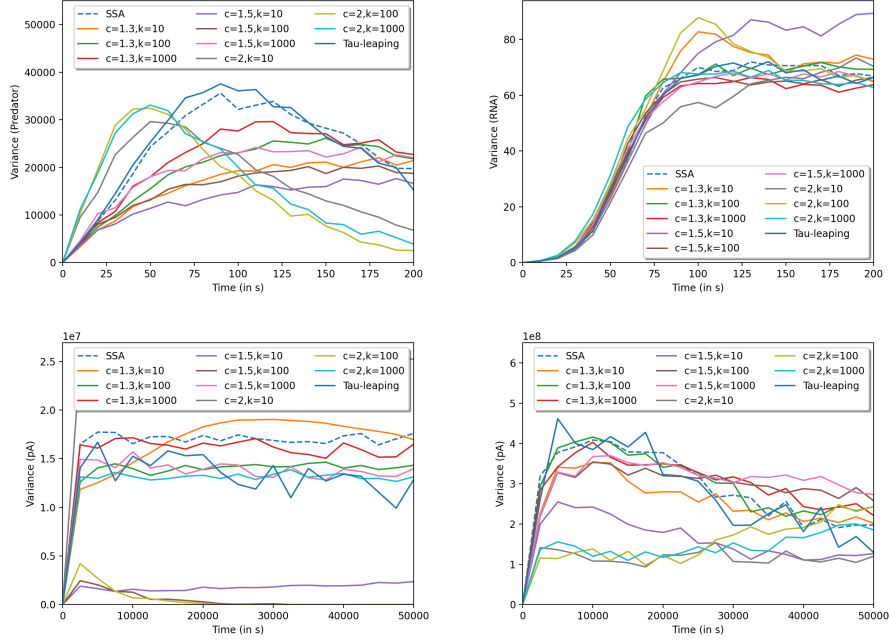 50000
40000
30000
20000
10000
0
Variance (Predator)
SSA
c=1.3,k=10
c=1.3,k=100
c=1.3,k=1000
c=1.5,k=10
c=1.5,k=100
c=1.5,k=1000
c=2,k=10
c=2,k=100
c=2,k=1000
Tau-leaping
0 25 50 75 100 125 150 175 200
Time (in s)
80
60
40
20
0
Variance (RNA)
SSA
c=1.3,k=10
c=1.3,k=100
c=1.3,k=1000
c=1.5,k=10
c=1.5,k=100
c=1.5,k=1000
c=2,k=10
c=2,k=100
c=2,k=1000
Tau-leaping
0 25 50 75 100 125 150 175 200
Time (in s)
1e7
2.5
2.0
1.5
1.0
0.5
0.0
Variance (pA)
SSA
c=1.3,k=10
c=1.3,k=100
c=1.3,k=1000
c=1.5,k=10
c=1.5,k=100
c=1.5,k=1000
c=2,k=10
c=2,k=100
c=2,k=1000
Tau-leaping
0 10000 20000 30000 40000 50000
Time (in s)
1e8
6
5
4
3
2
1
0
Variance (pA)
SSA
c=1.3,k=10
c=1.3,k=100
c=1.3,k=1000
c=1.5,k=10
c=1.5,k=100
c=1.5,k=1000
c=2,k=10
c=2,k=100
c=2,k=1000
Tau-leaping
0 10000 20000 30000 40000 50000
Time (in s)